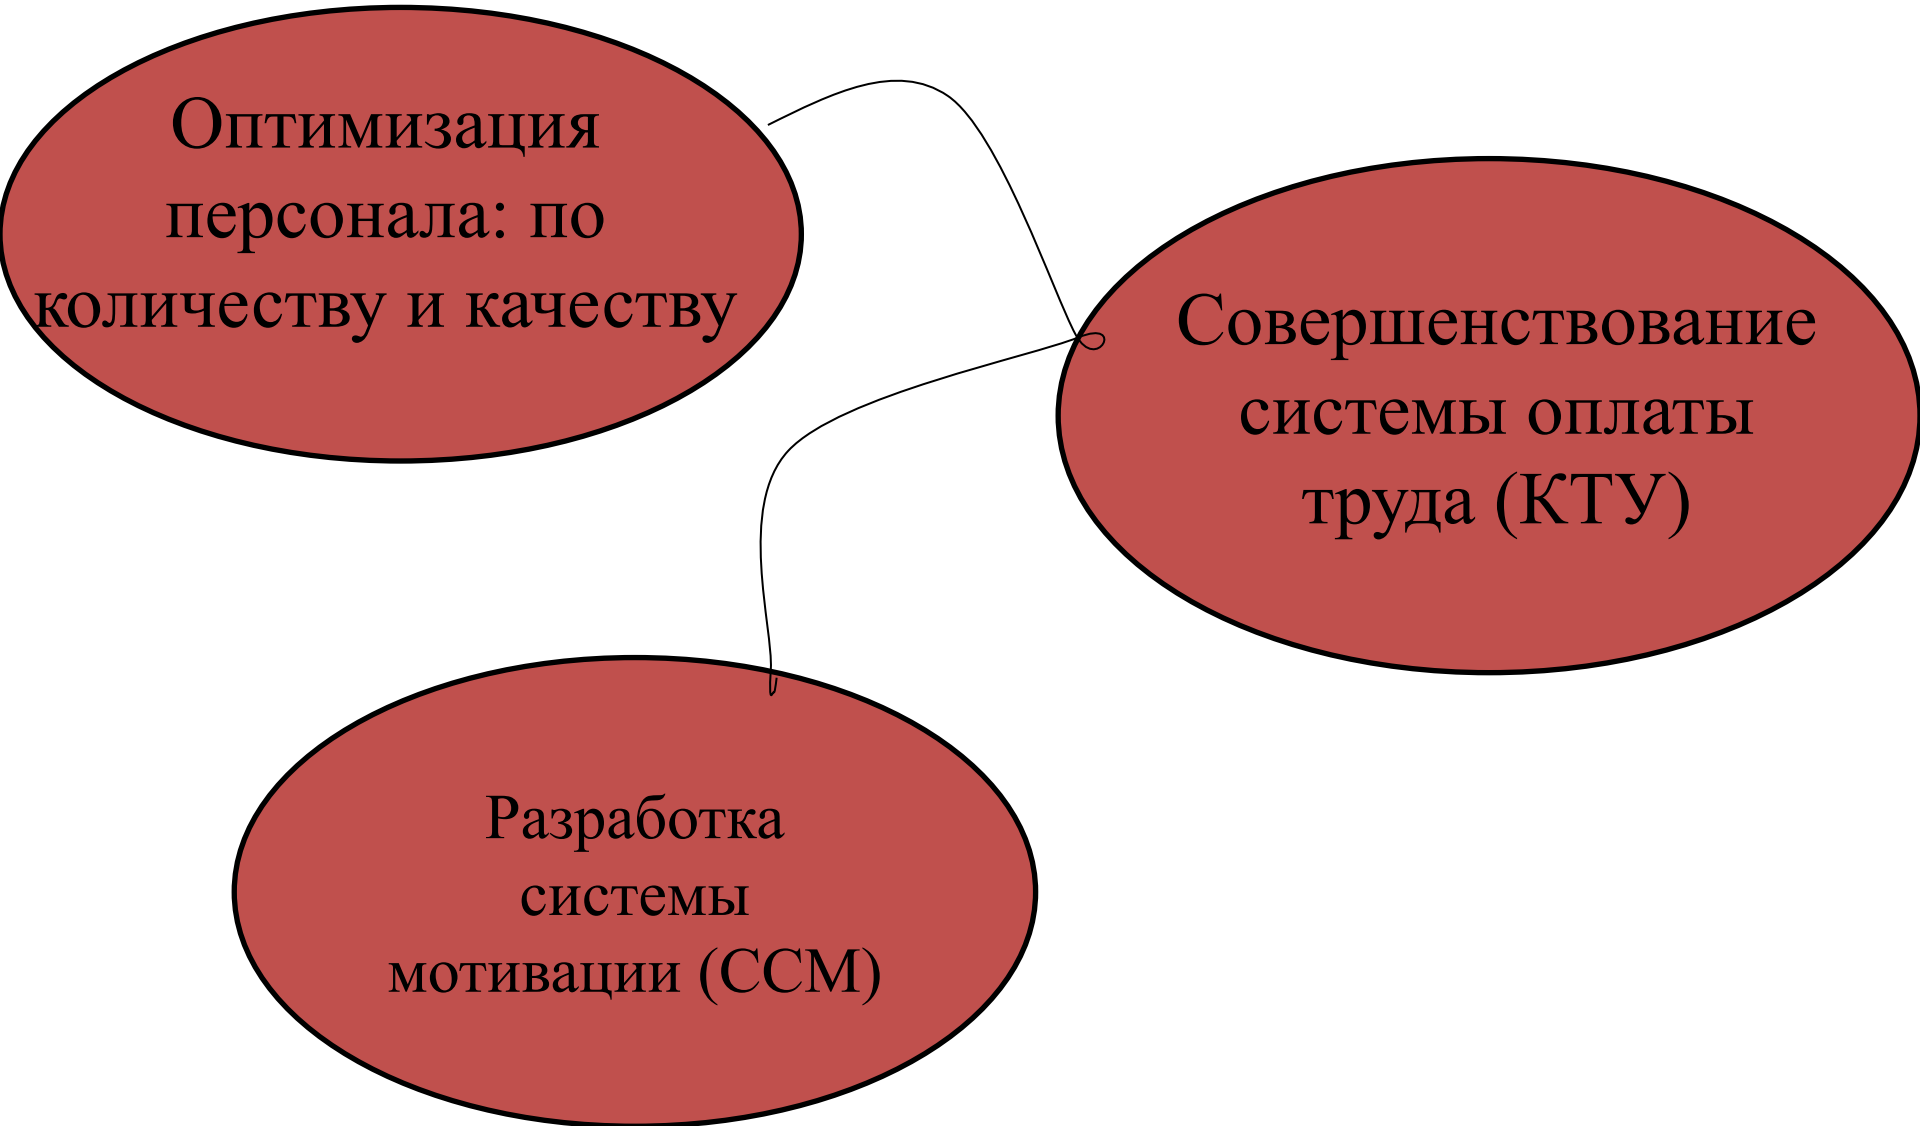 Оптимизация
персонала: по
количеству и качеству
Совершенствование
системы оплаты
труда (КТУ)
Разработка
системы
мотивации (ССМ)